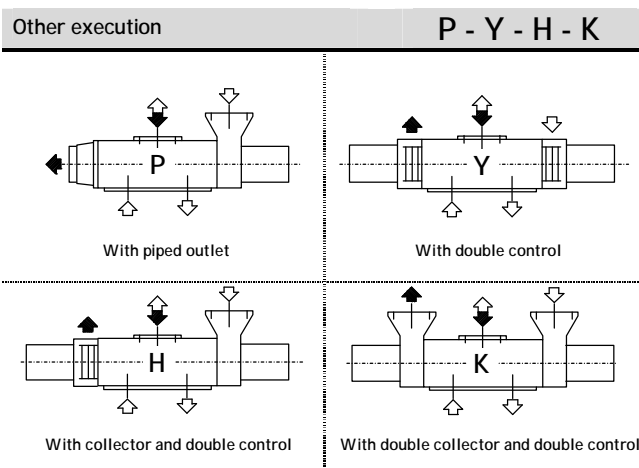 Other execution P - Y - H - K
P Y
With piped outlet With double control
H K
With collector and double control With double collector and double control